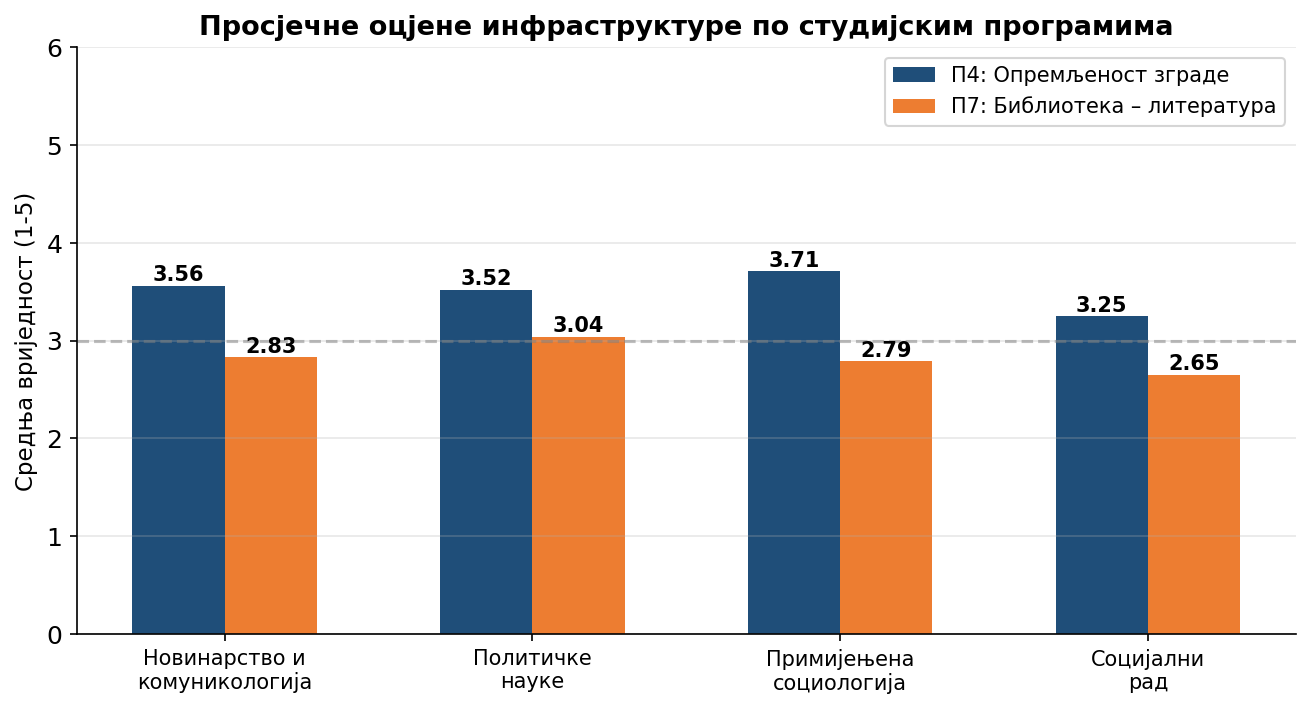 Просјечне оцјене инфраструктуре по студијским програмима
6
5
4
3
2
1
0
Средња вриједност (1-5)
П4: Опремљеност зграде
П7: Библиотека – литература
3.56
2.83
3.52
3.04
3.71
2.79
3.25
2.65
Новинарство и
комуникологија
Политичке
науке
Примијењена
социологија
Социјални
рад